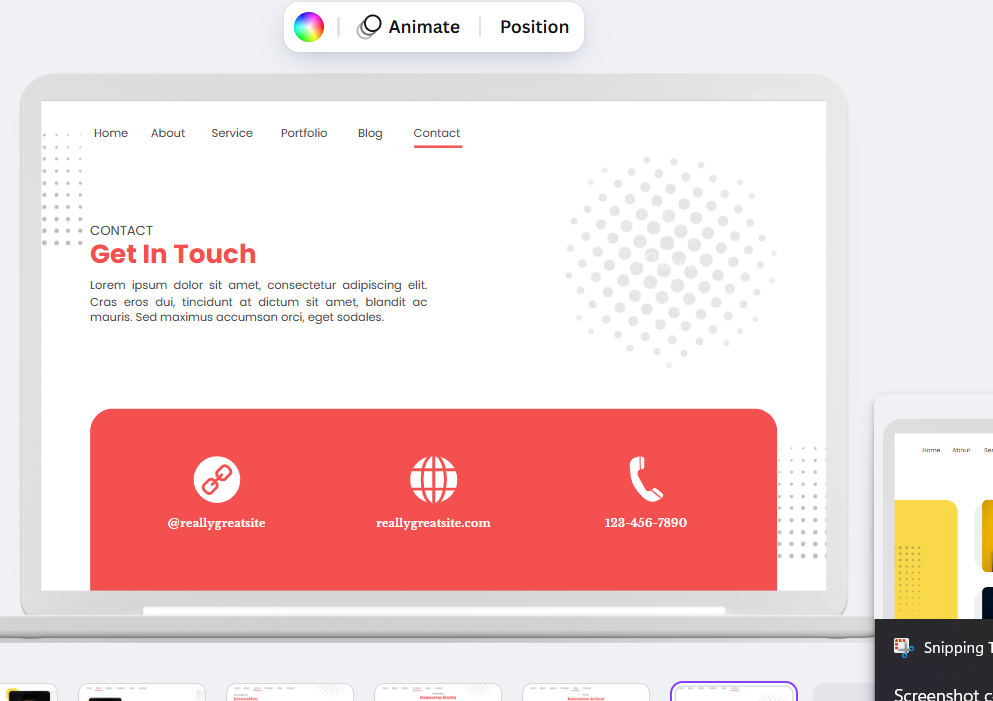 Animate
Position
Home About Service Portfolio Blog Contact
CONTACT
Get In Touch
Lorem ipsum dolor sit amet, consectetur adipiscing elit.
Cras eros dui, tincidunt at dictum sit amet, blandit ac
mauris. Sed maximus accumsan orci, eget sodales.
@reallygreatsite
reallygreatsite.com
123-456-7890
Home About
Snipping
Screenshot